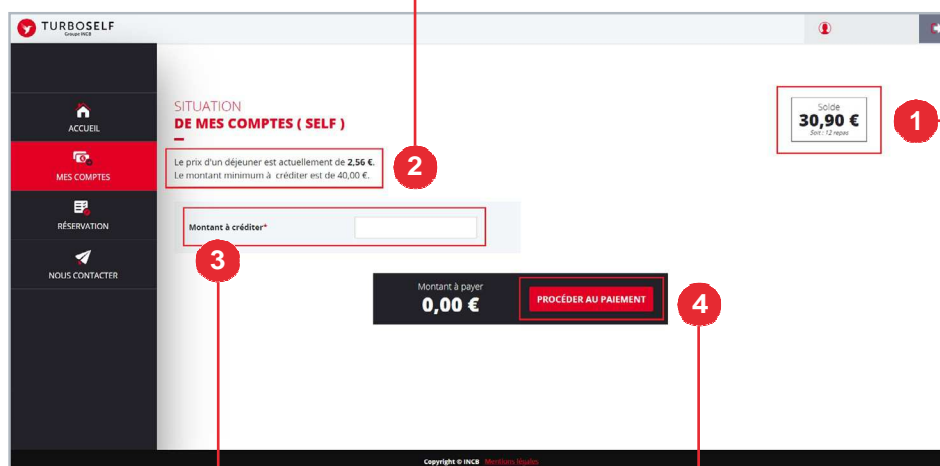 TURBOSELF
Groupe INCB
ACCUEIL
MES COMPTES
RÉSERVATION
NOUS CONTACTER
SITUATION
DE MES COMPTES ( SELF )
Solde
30,90 €
Soit : 12 repas
1
Le prix d'un déjeuner est actuellement de 2,56 €.
Le montant minimum à créditer est de 40,00 €.
2
Montant à créditer*
3
Montant à payer
0,00 €
PROCÉDER AU PAIEMENT
4
Copyright © INCB Mentions légales